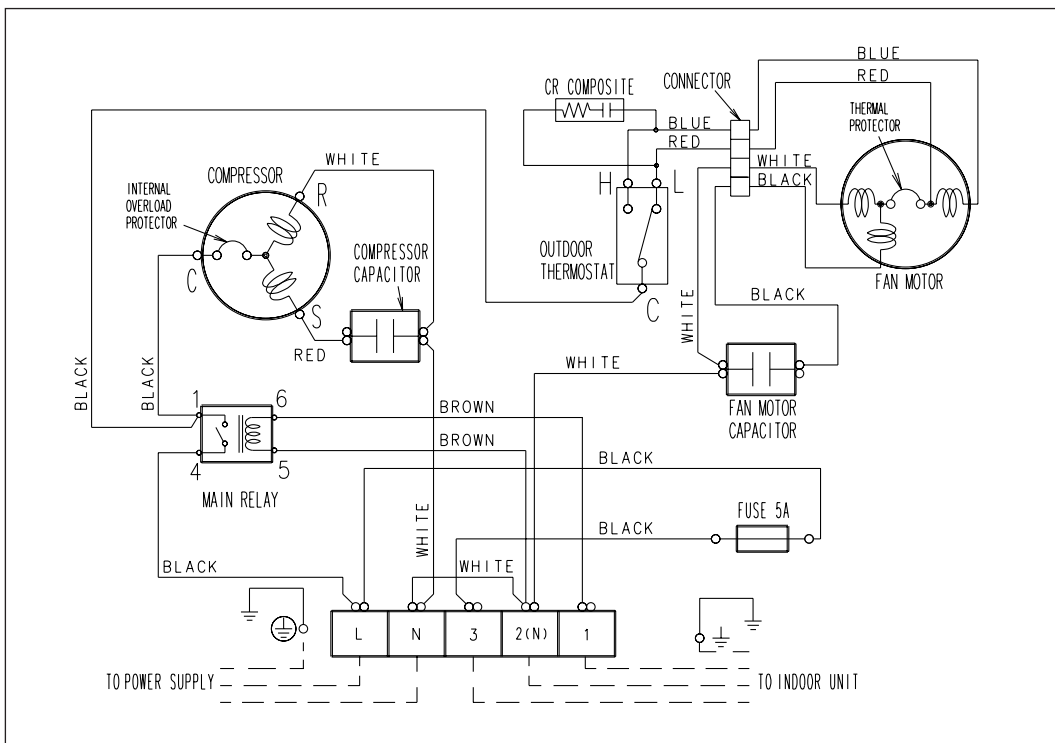 BLUE
RED
CONNECTOR
CR COMPOSITE
THERMAL
PROTECTOR
BLUE
RED
WHITE
BLACK
WHITE
COMPRESSOR
R
INTERNAL
OVERLOAD
PROTECTOR
H
L
COMPRESSOR
CAPACITOR
OUTDOOR
THERMOSTAT
FAN MOTOR
C
S
C
BLACK
RED
WHITE
WHITE
BLACK
BLACK
FAN MOTOR
CAPACITOR
1
6
BROWN
BROWN
4
5
MAIN RELAY
BLACK
FUSE 5A
BLACK
WHITE
BLACK
WHITE
L
N
3
2(N)
1
TO POWER SUPPLY
TO INDOOR UNIT